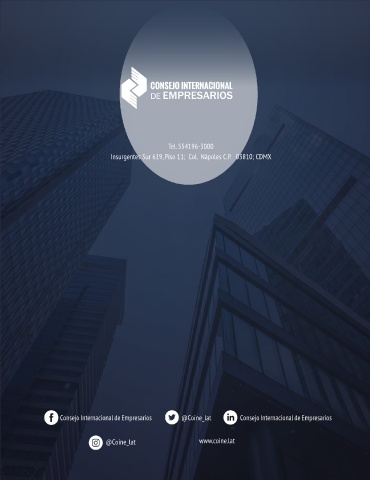 CONSEJO INTERNACIONAL
DE EMPRESARIOS
Tel. 554196-3000
Insurgentes Sur 619, Piso 11; Col. Nápoles C.P. 03810; CDMX
Consejo Internacional de Empresarios @Coine_lat Consejo Internacional de Empresarios
@Coine_lat www.coine.lat